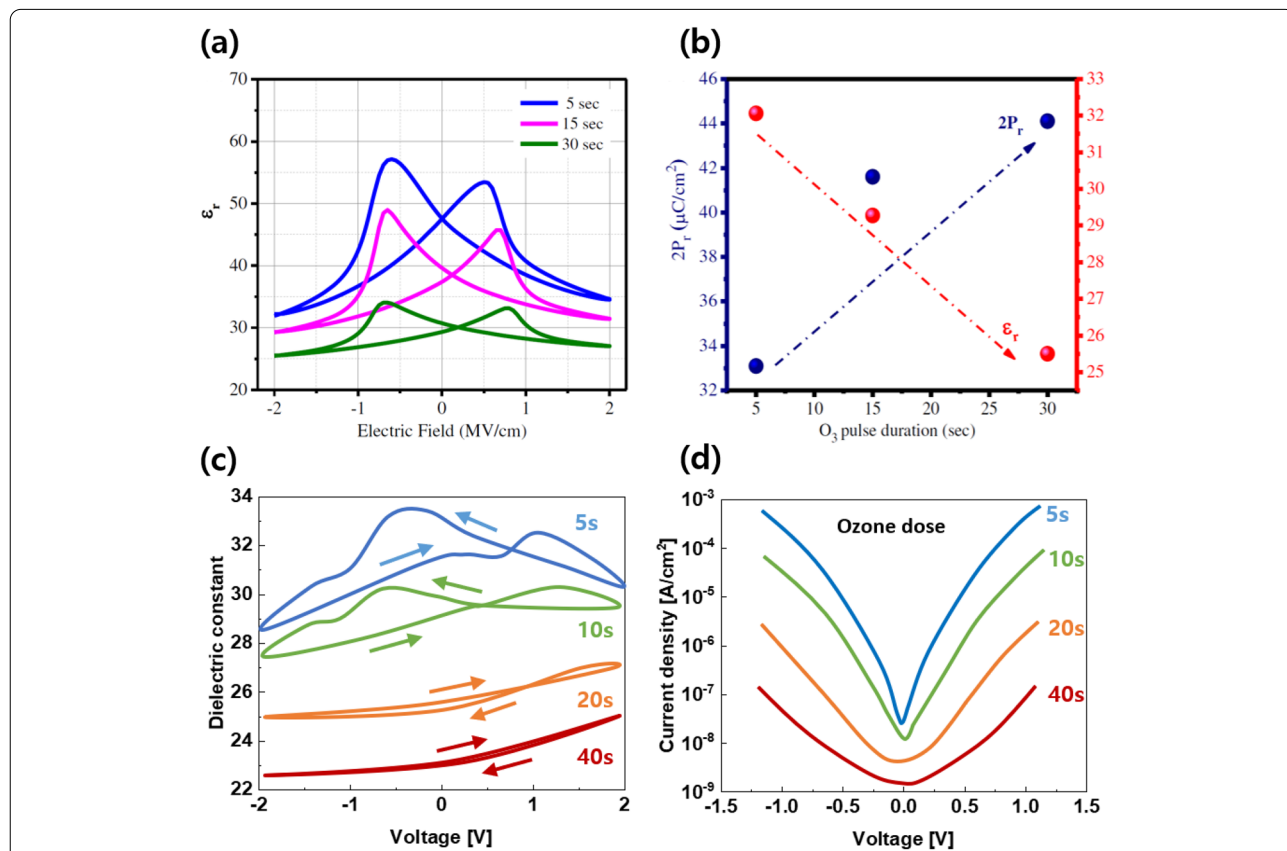 (a)
70
60
50
40
30
20
εr
5 sec
15 sec
30 sec
-2 -1 0 1 2
Electric Field (MV/cm)
(b)
46
44
42
40
38
36
34
32
2Pr (μC/cm²)
2Pr
εr
33
32
31
30
29
28
27
26
25
5 10 15 20 25 30
O3 pulse duration (sec)
(c)
34
32
30
28
26
24
22
Dielectric constant
5s
10s
20s
40s
-2 -1 0 1 2
Voltage [V]
(d)
10⁻³
10⁻⁴
10⁻⁵
10⁻⁶
10⁻⁷
10⁻⁸
10⁻⁹
Current density [A/cm²]
Ozone dose
5s
10s
20s
40s
-1.5 -1.0 -0.5 0.0 0.5 1.0 1.5
Voltage [V]